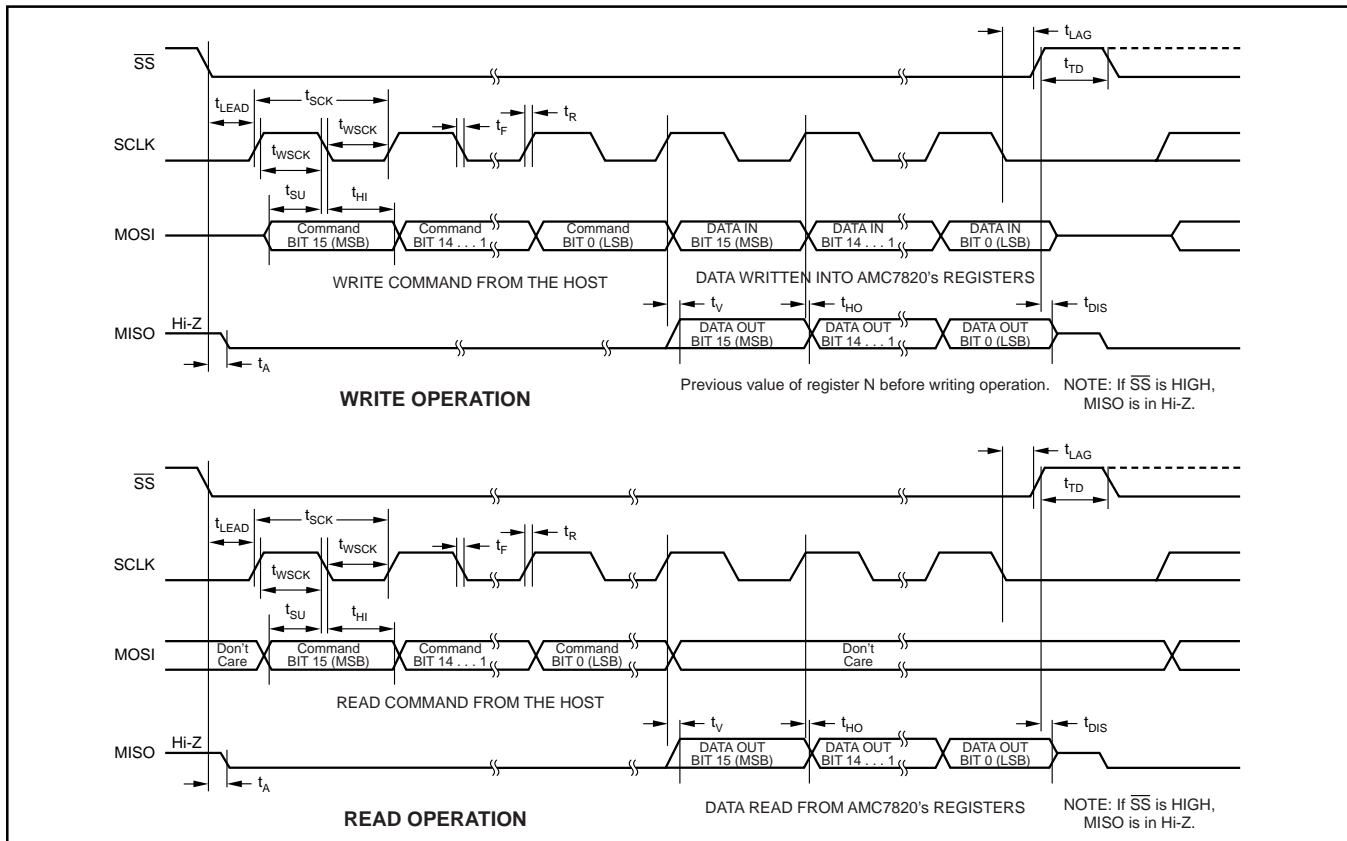 t_LAG
SS
t_TD
t_LEAD
t_SCK
t_WSCK
t_F
t_R
SCLK
t_WSCK
t_SU
t_HI
MOSI
Command BIT 15 (MSB)
Command BIT 14 . . . 1
Command BIT 0 (LSB)
DATA IN BIT 15 (MSB)
DATA IN BIT 14 . . . 1
DATA IN BIT 0 (LSB)
WRITE COMMAND FROM THE HOST
DATA WRITTEN INTO AMC7820's REGISTERS
t_V
t_HO
t_DIS
MISO
Hi-Z
DATA OUT BIT 15 (MSB)
DATA OUT BIT 14 . . . 1
DATA OUT BIT 0 (LSB)
t_A
WRITE OPERATION
Previous value of register N before writing operation.
NOTE: If SS is HIGH,
MISO is in Hi-Z.
t_LAG
SS
t_TD
t_LEAD
t_SCK
t_WSCK
t_F
t_R
SCLK
t_WSCK
t_SU
t_HI
MOSI
Don't Care
Command BIT 15 (MSB)
Command BIT 14 . . . 1
Command BIT 0 (LSB)
Don't Care
READ COMMAND FROM THE HOST
t_V
t_HO
t_DIS
MISO
Hi-Z
DATA OUT BIT 15 (MSB)
DATA OUT BIT 14 . . . 1
DATA OUT BIT 0 (LSB)
t_A
READ OPERATION
DATA READ FROM AMC7820's REGISTERS
NOTE: If SS is HIGH,
MISO is in Hi-Z.